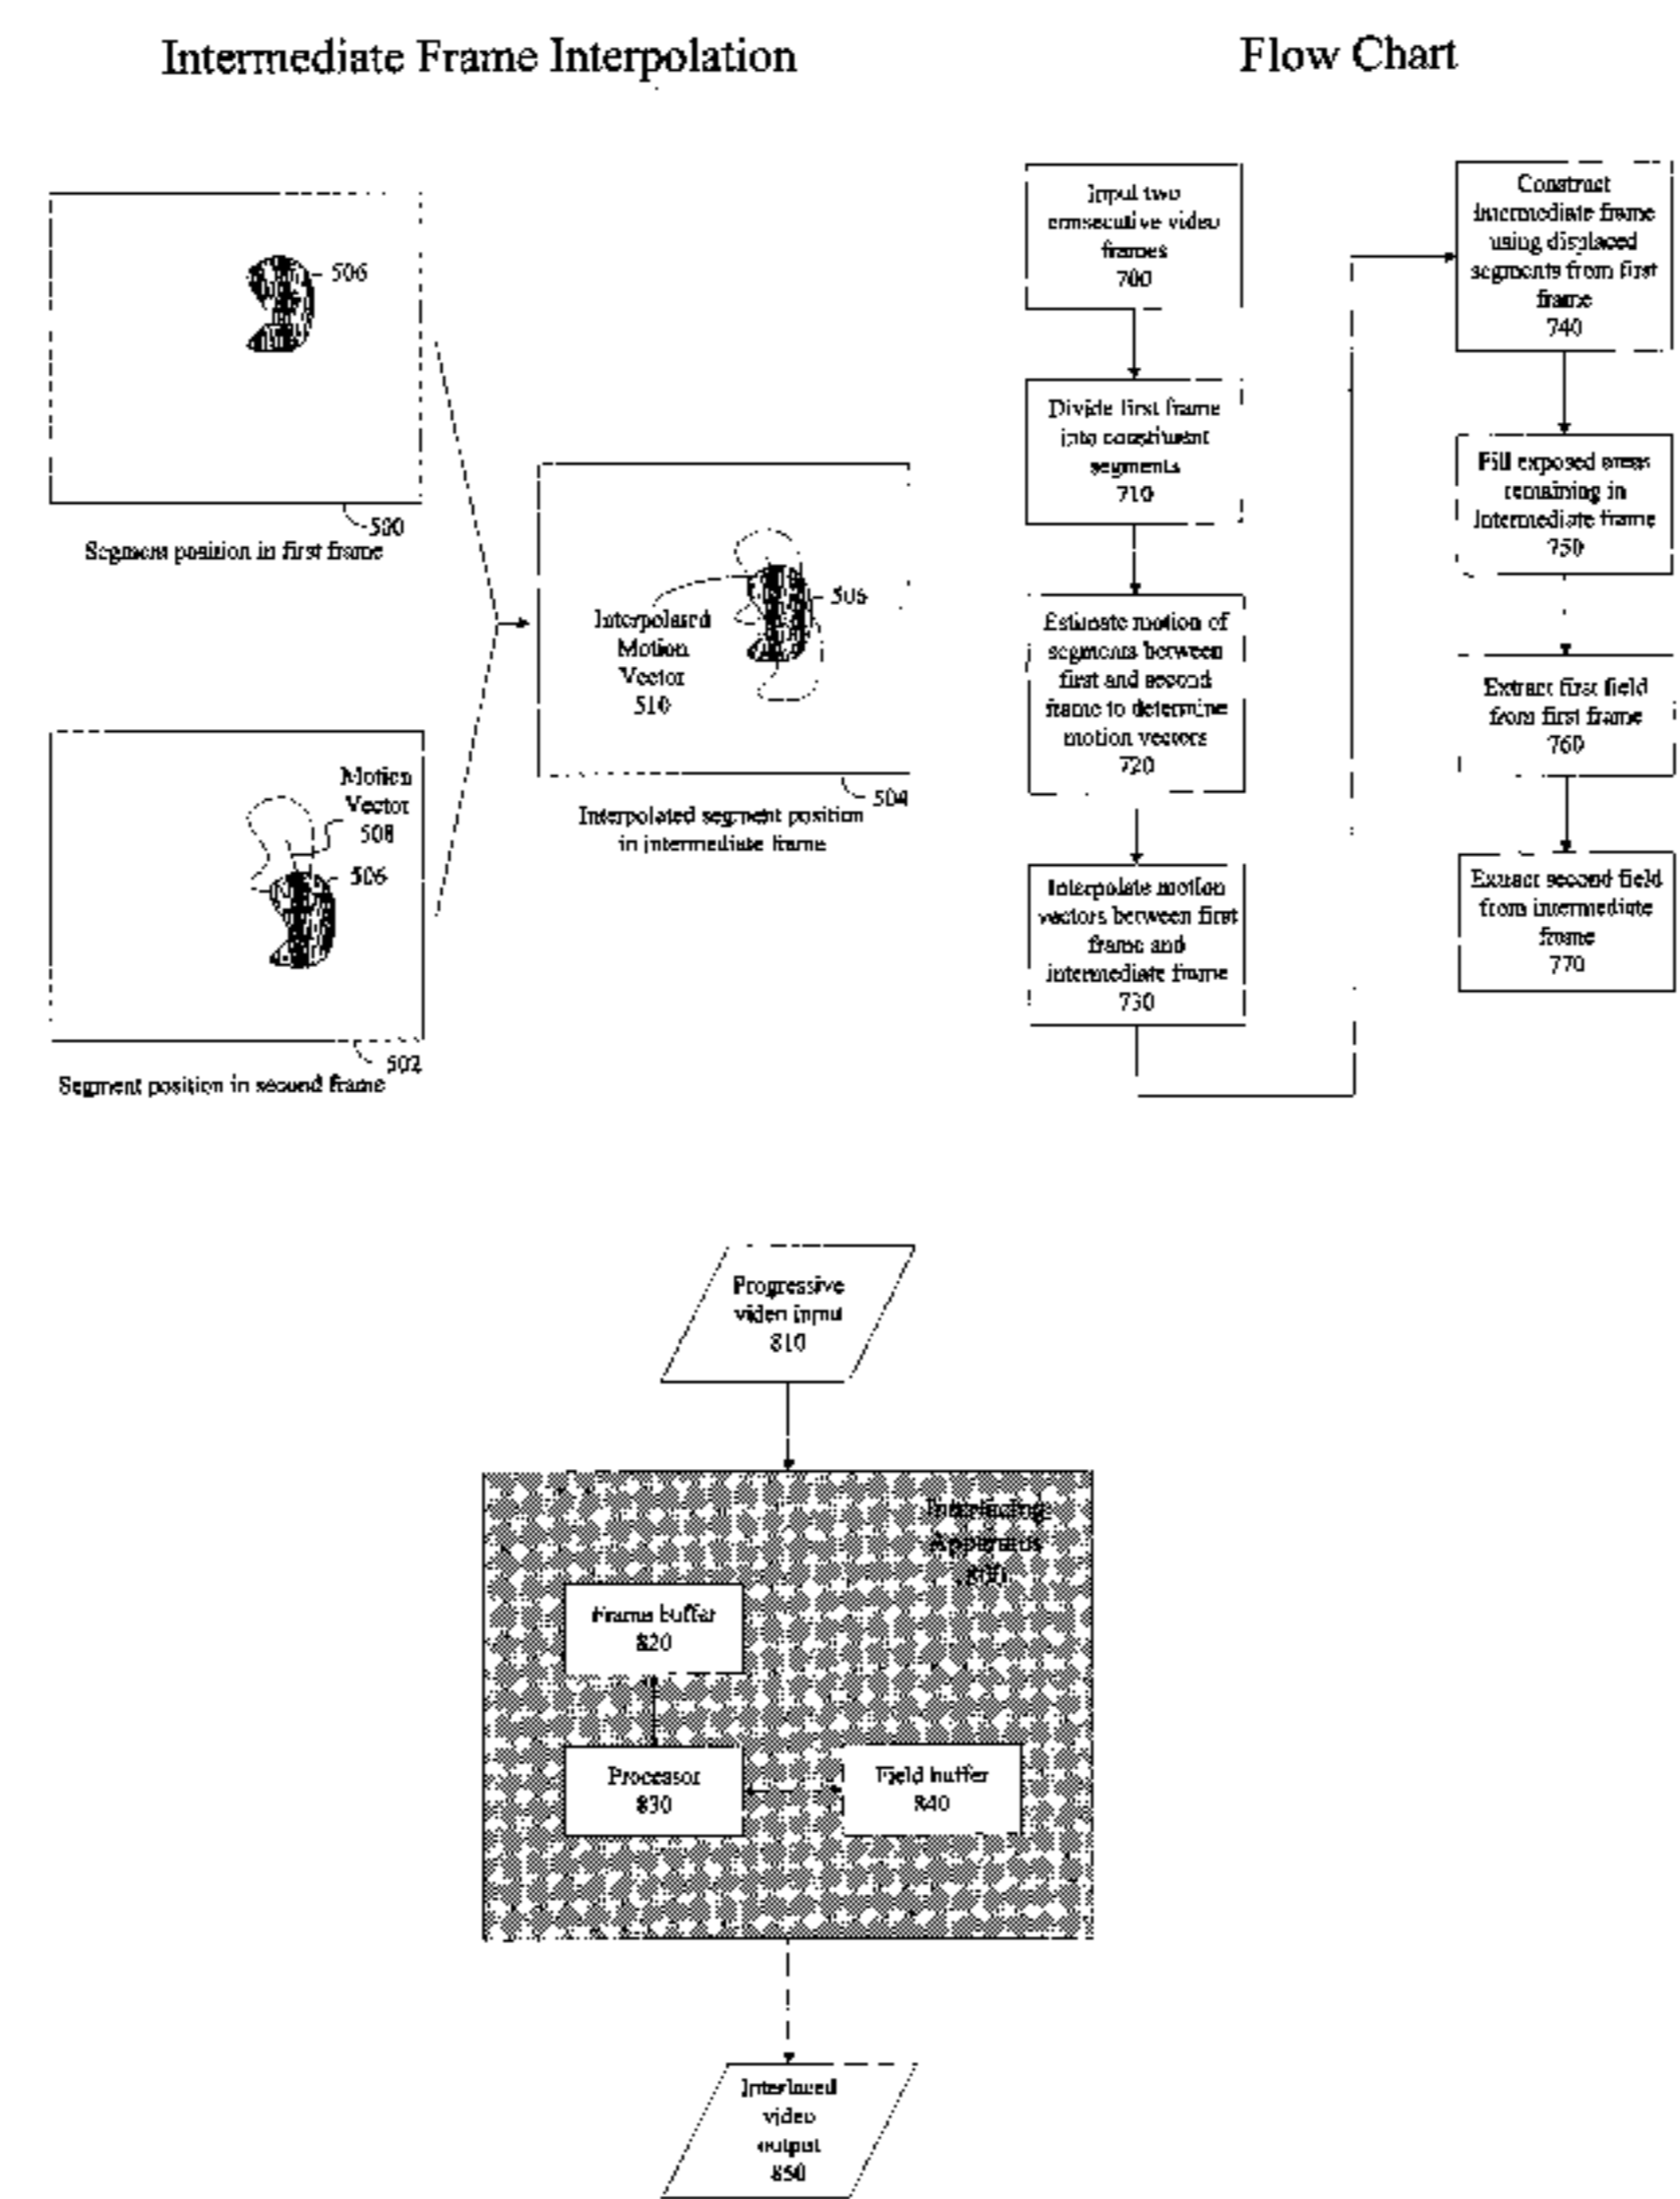 Intermediate Frame Interpolation
506
500
Segment position in first frame
Motion
Vector
508
506
502
Segment position in second frame
Interpolated
Motion
Vector
510
506
504
Interpolated segment position
in intermediate frame
Flow Chart
Input two
consecutive video
frames
700
Divide first frame
into constituent
segments
710
Estimate motion of
segments between
first and second
frame to determine
motion vectors
720
Interpolate motion
vectors between first
frame and
intermediate frame
730
Construct
intermediate frame
using displaced
segments from first
frame
740
Fill exposed areas
remaining in
intermediate frame
750
Extract first field
from first frame
760
Extract second field
from intermediate
frame
770
Progressive
video input
810
Interlacing
Apparatus
800
Frame buffer
820
Processor
830
Field buffer
840
Interlaced
video
output
850